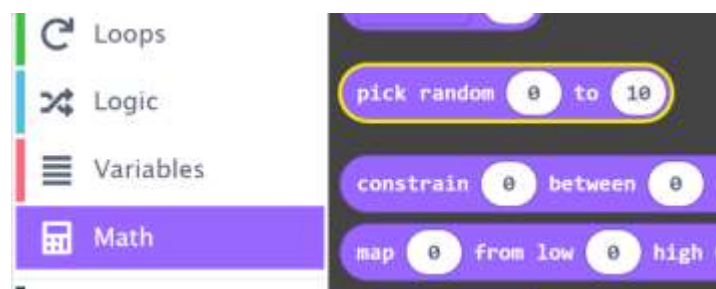 Loops
Logic
Variables
Math
pick random 0 to 10
constrain 0 between 0
map 0 from low 0 high